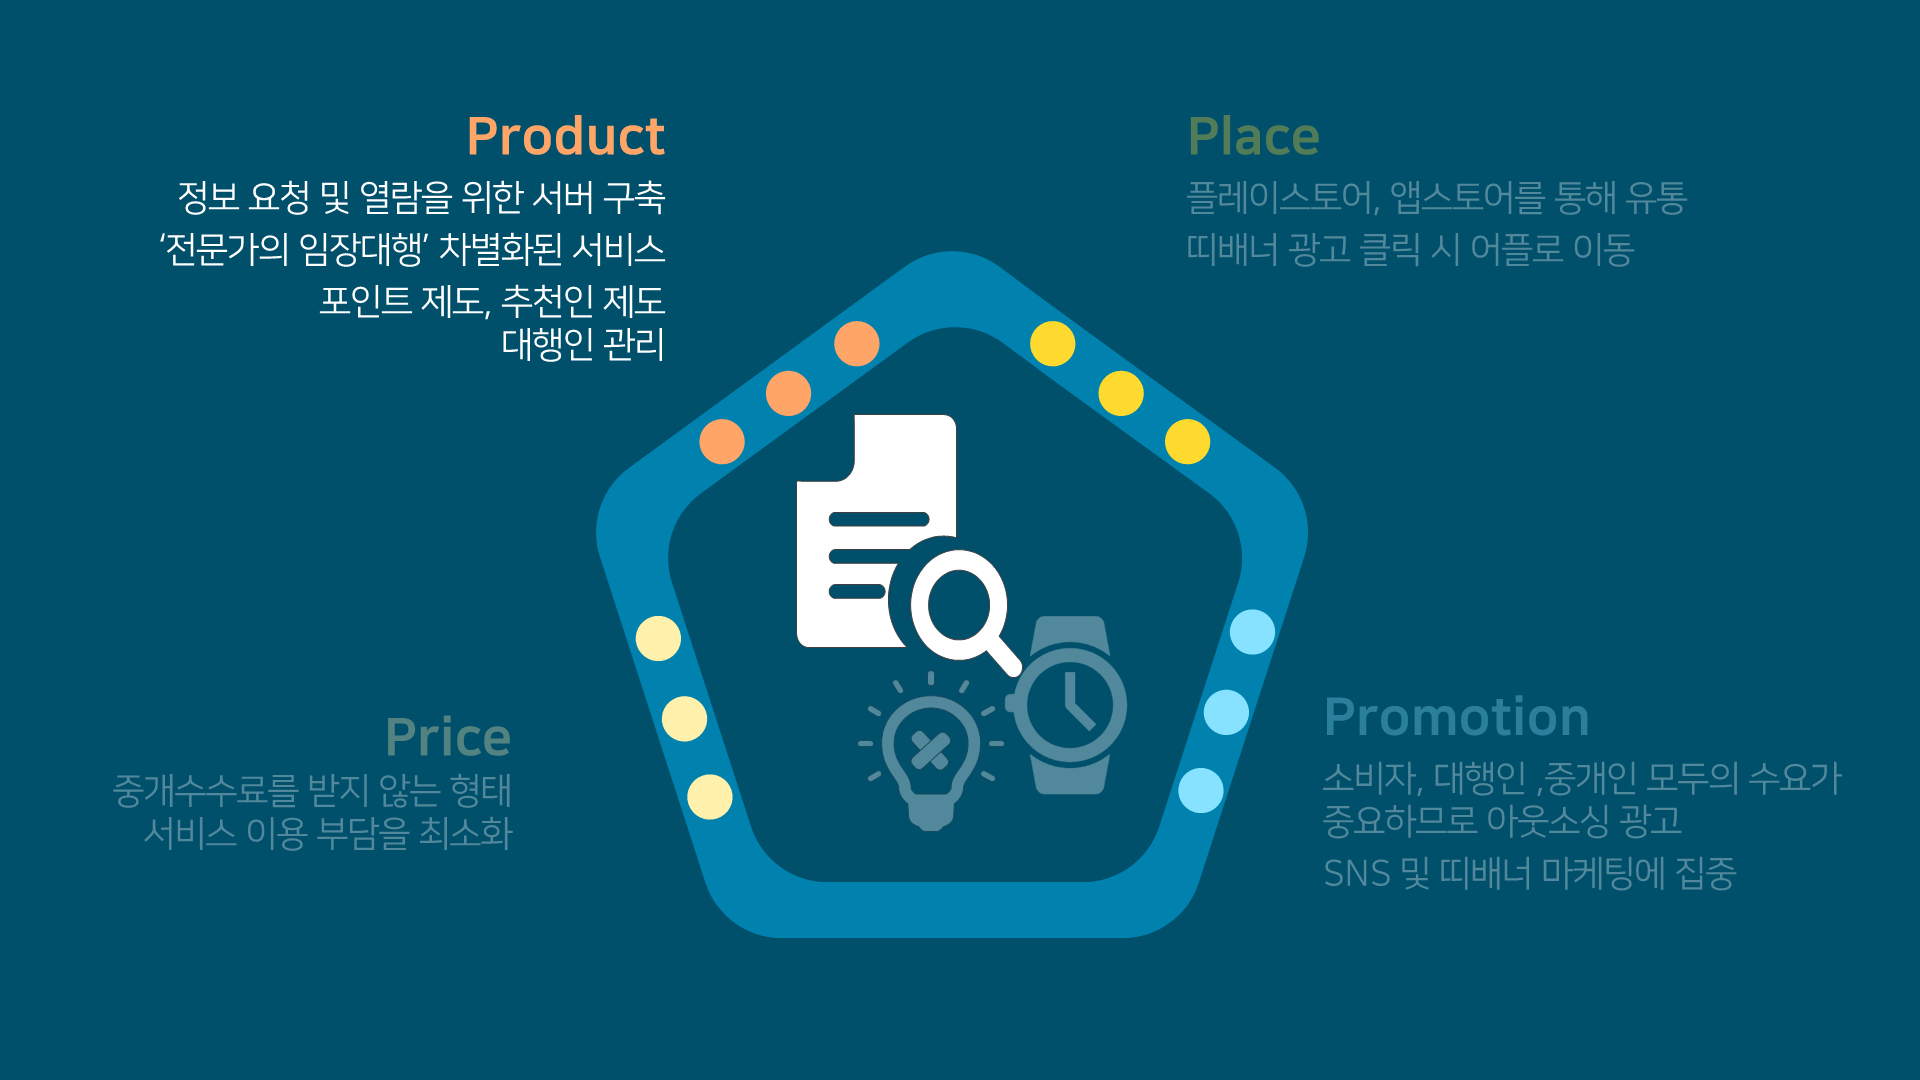 Product
정보 요청 및 열람을 위한 서버 구축
‘전문가의 임장대행’ 차별화된 서비스
포인트 제도, 추천인 제도
대행인 관리
Place
플레이스토어, 앱스토어를 통해 유통
띠배너 광고 클릭 시 어플로 이동
Price
중개수수료를 받지 않는 형태
서비스 이용 부담을 최소화
Promotion
소비자, 대행인 ,중개인 모두의 수요가
중요하므로 아웃소싱 광고
SNS 및 띠배너 마케팅에 집중